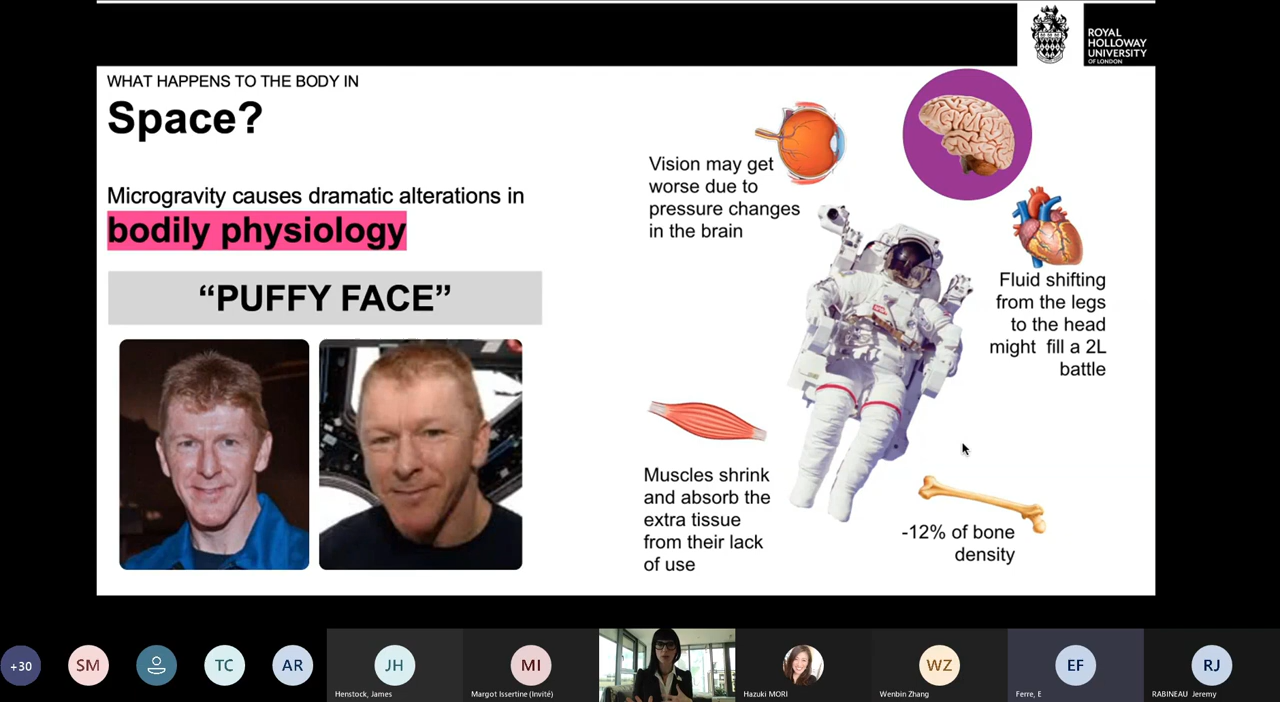 ROYAL
HOLLOWAY
UNIVERSITY
OF LONDON
WHAT HAPPENS TO THE BODY IN
Space?
Microgravity causes dramatic alterations in
bodily physiology
“PUFFY FACE”
Vision may get
worse due to
pressure changes
in the brain
Fluid shifting
from the legs
to the head
might fill a 2L
battle
Muscles shrink
and absorb the
extra tissue
from their lack
of use
-12% of bone
density
+30
SM
TC
AR
JH
Henstock, James
MI
Margot Issertine (Invité)
Hazuki MORI
WZ
Wenbin Zhang
EF
Ferre, E
RJ
RABINEAU Jeremy